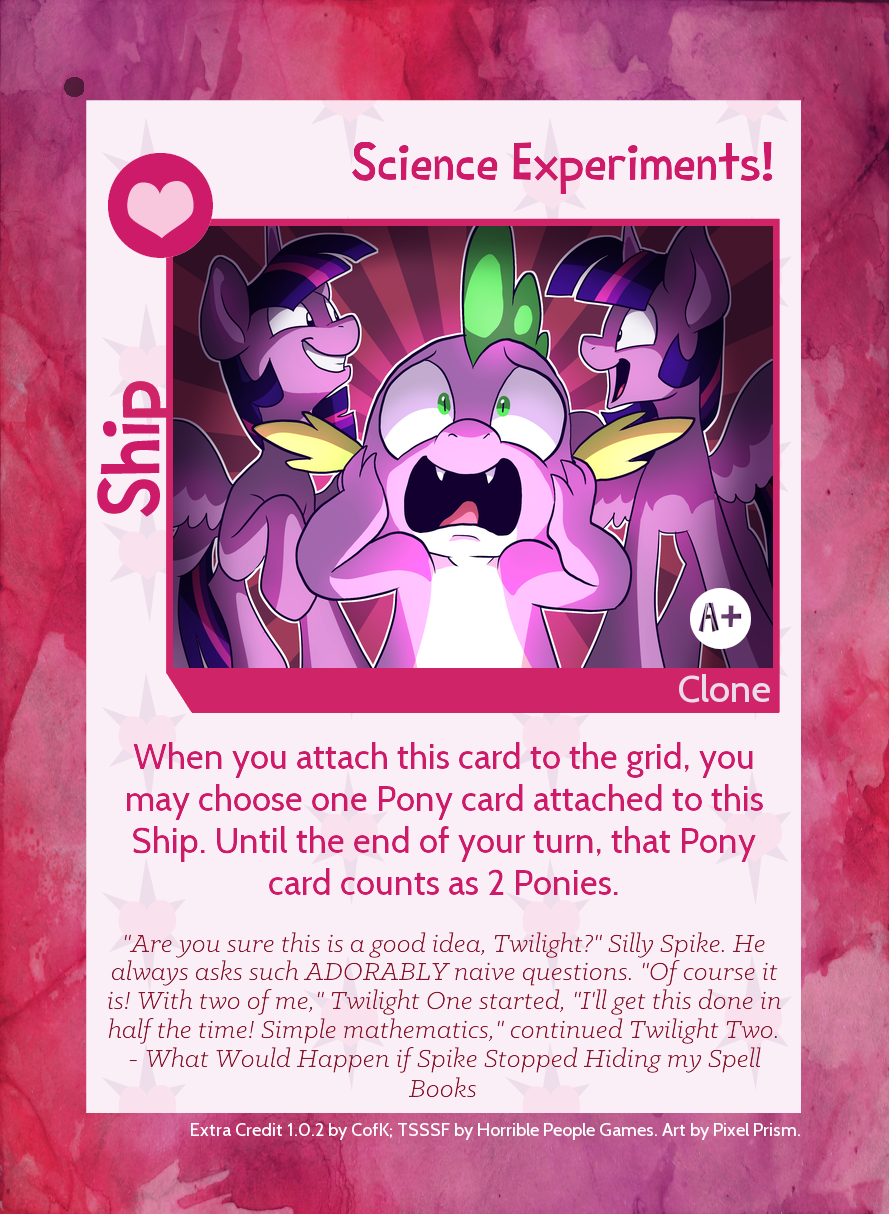 Science Experiments!
Ship
A+
Clone
When you attach this card to the grid, you
may choose one Pony card attached to this
Ship. Until the end of your turn, that Pony
card counts as 2 Ponies.
"Are you sure this is a good idea, Twilight?" Silly Spike. He
always asks such ADORABLY naive questions. "Of course it
is! With two of me," Twilight One started, "I'll get this done in
half the time! Simple mathematics," continued Twilight Two.
- What Would Happen if Spike Stopped Hiding my Spell
Books
Extra Credit 1.0.2 by CofK; TSSSF by Horrible People Games. Art by Pixel Prism.